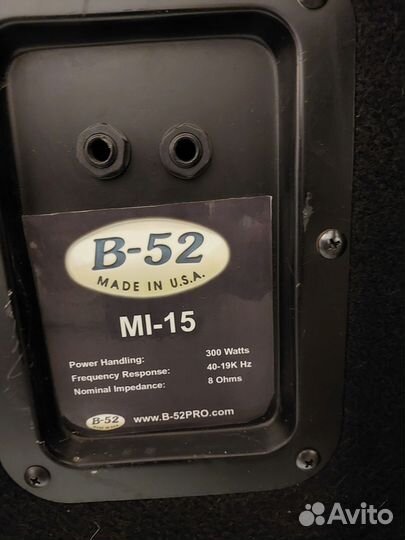 B-52
MADE IN U.S.A.
MI-15
Power Handling: 300 Watts
Frequency Response: 40-19K Hz
Nominal Impedance: 8 Ohms
B-52 www.B-52PRO.com
Avito